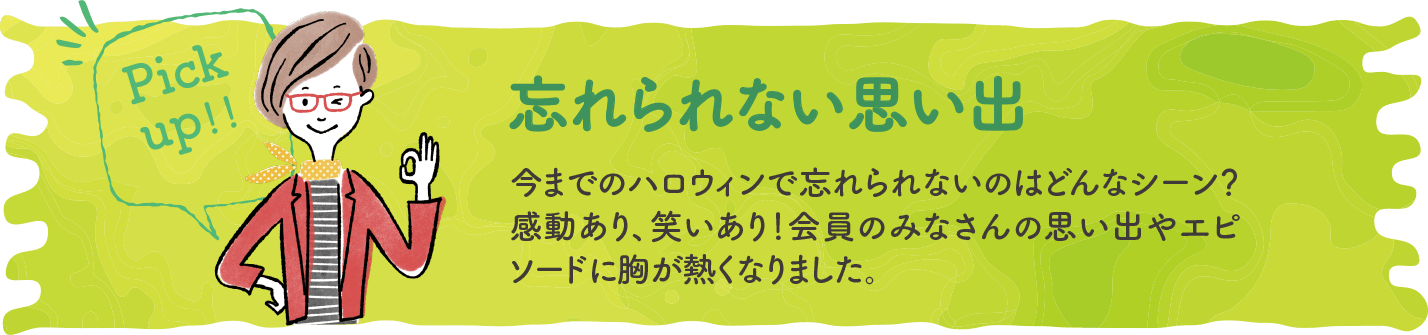 Pick
up!!
忘れられない思い出
今までのハロウィンで忘れられないのはどんなシーン？
感動あり、笑いあり！会員のみなさんの思い出やエピ
ソードに胸が熱くなりました。